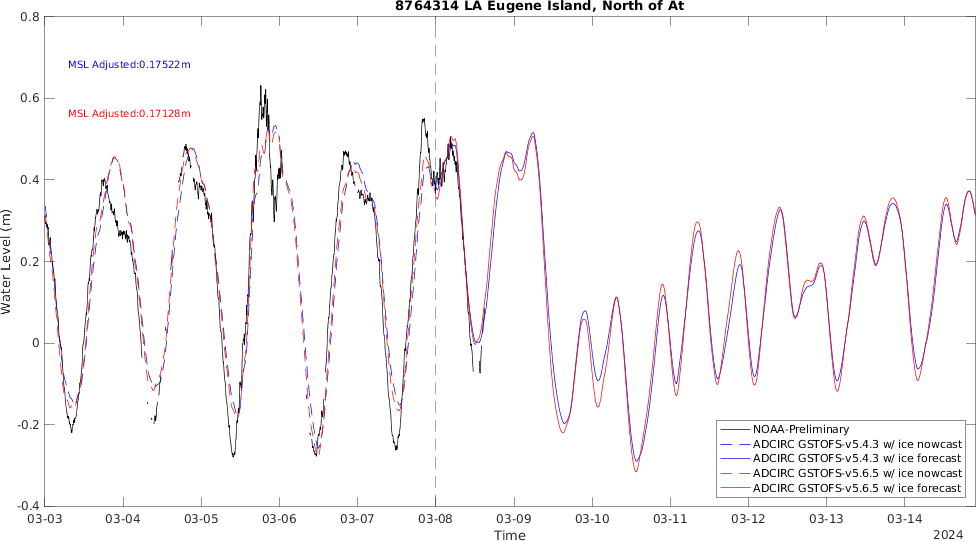 8764314 LA Eugene Island, North of At
MSL Adjusted:0.17522m
MSL Adjusted:0.17128m
Water Level (m)
0.8
0.6
0.4
0.2
0
-0.2
-0.4
NOAA-Preliminary
ADCIRC GSTOFS-v5.4.3 w/ ice nowcast
ADCIRC GSTOFS-v5.4.3 w/ ice forecast
ADCIRC GSTOFS-v5.6.5 w/ ice nowcast
ADCIRC GSTOFS-v5.6.5 w/ ice forecast
03-03 03-04 03-05 03-06 03-07 03-08 03-09 03-10 03-11 03-12 03-13 03-14
Time
2024